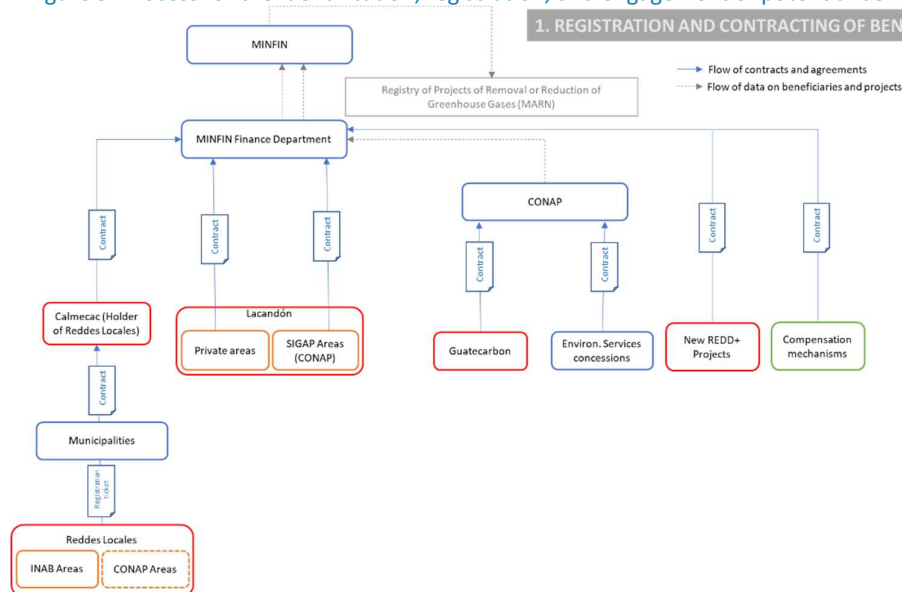 1. REGISTRATION AND CONTRACTING OF BEN
MINFIN
Flow of contracts and agreements
Flow of data on beneficiaries and projects
Registry of Projects of Removal or Reduction of
Greenhouse Gases (MARN)
MINFIN Finance Department
CONAP
Contract
Contract
Contract
Contract
Contract
Contract
Contract
Calmecac (Holder
of Reddes Locales)
Lacandón
Private areas
SIGAP Areas
(CONAP)
Guatecarbon
Environ. Services
concessions
New REDD+
Projects
Compensation
mechanisms
Contract
Municipalities
Registration
ticket
Reddes Locales
INAB Areas
CONAP Areas